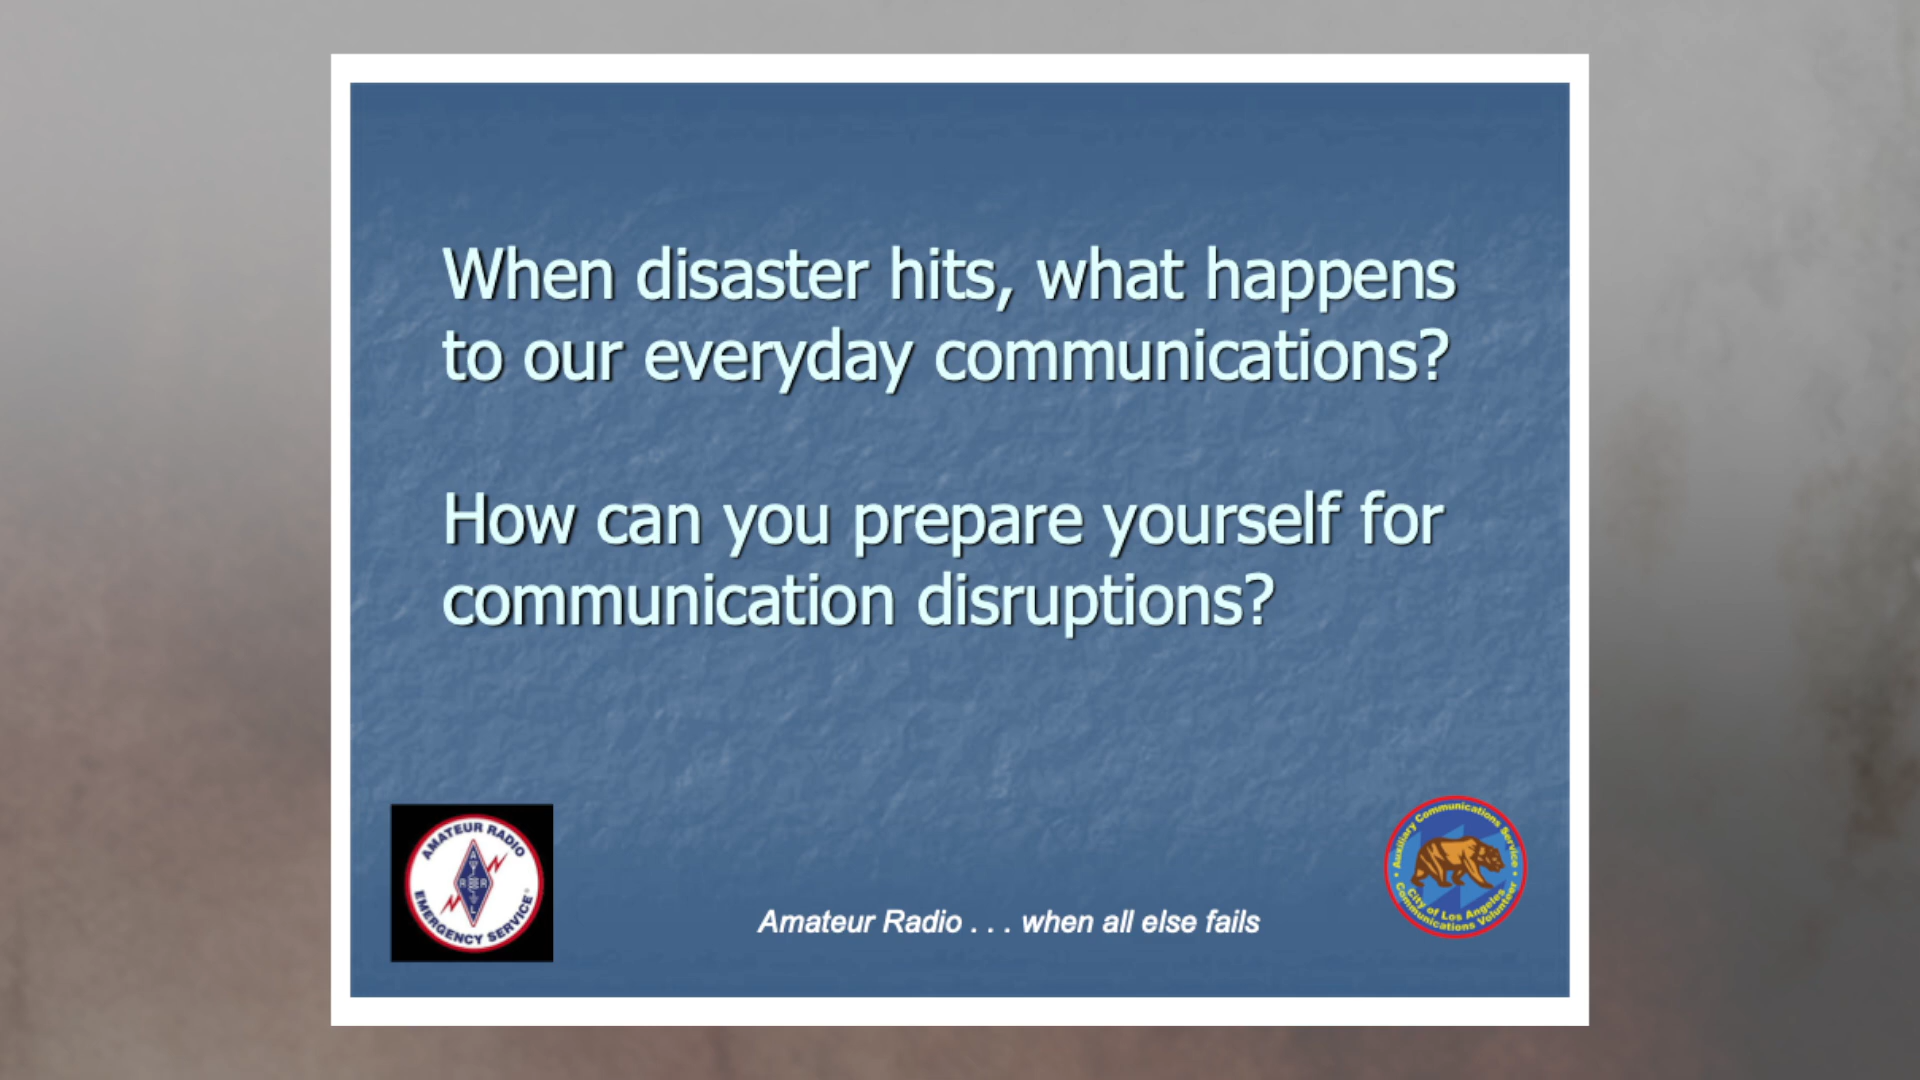 When disaster hits, what happens
to our everyday communications?
How can you prepare yourself for
communication disruptions?
AMATEUR RADIO
ARRL
EMERGENCY SERVICE
Amateur Radio . . . when all else fails
Auxiliary Communications Service
City of Los Angeles
Communications Volunteer